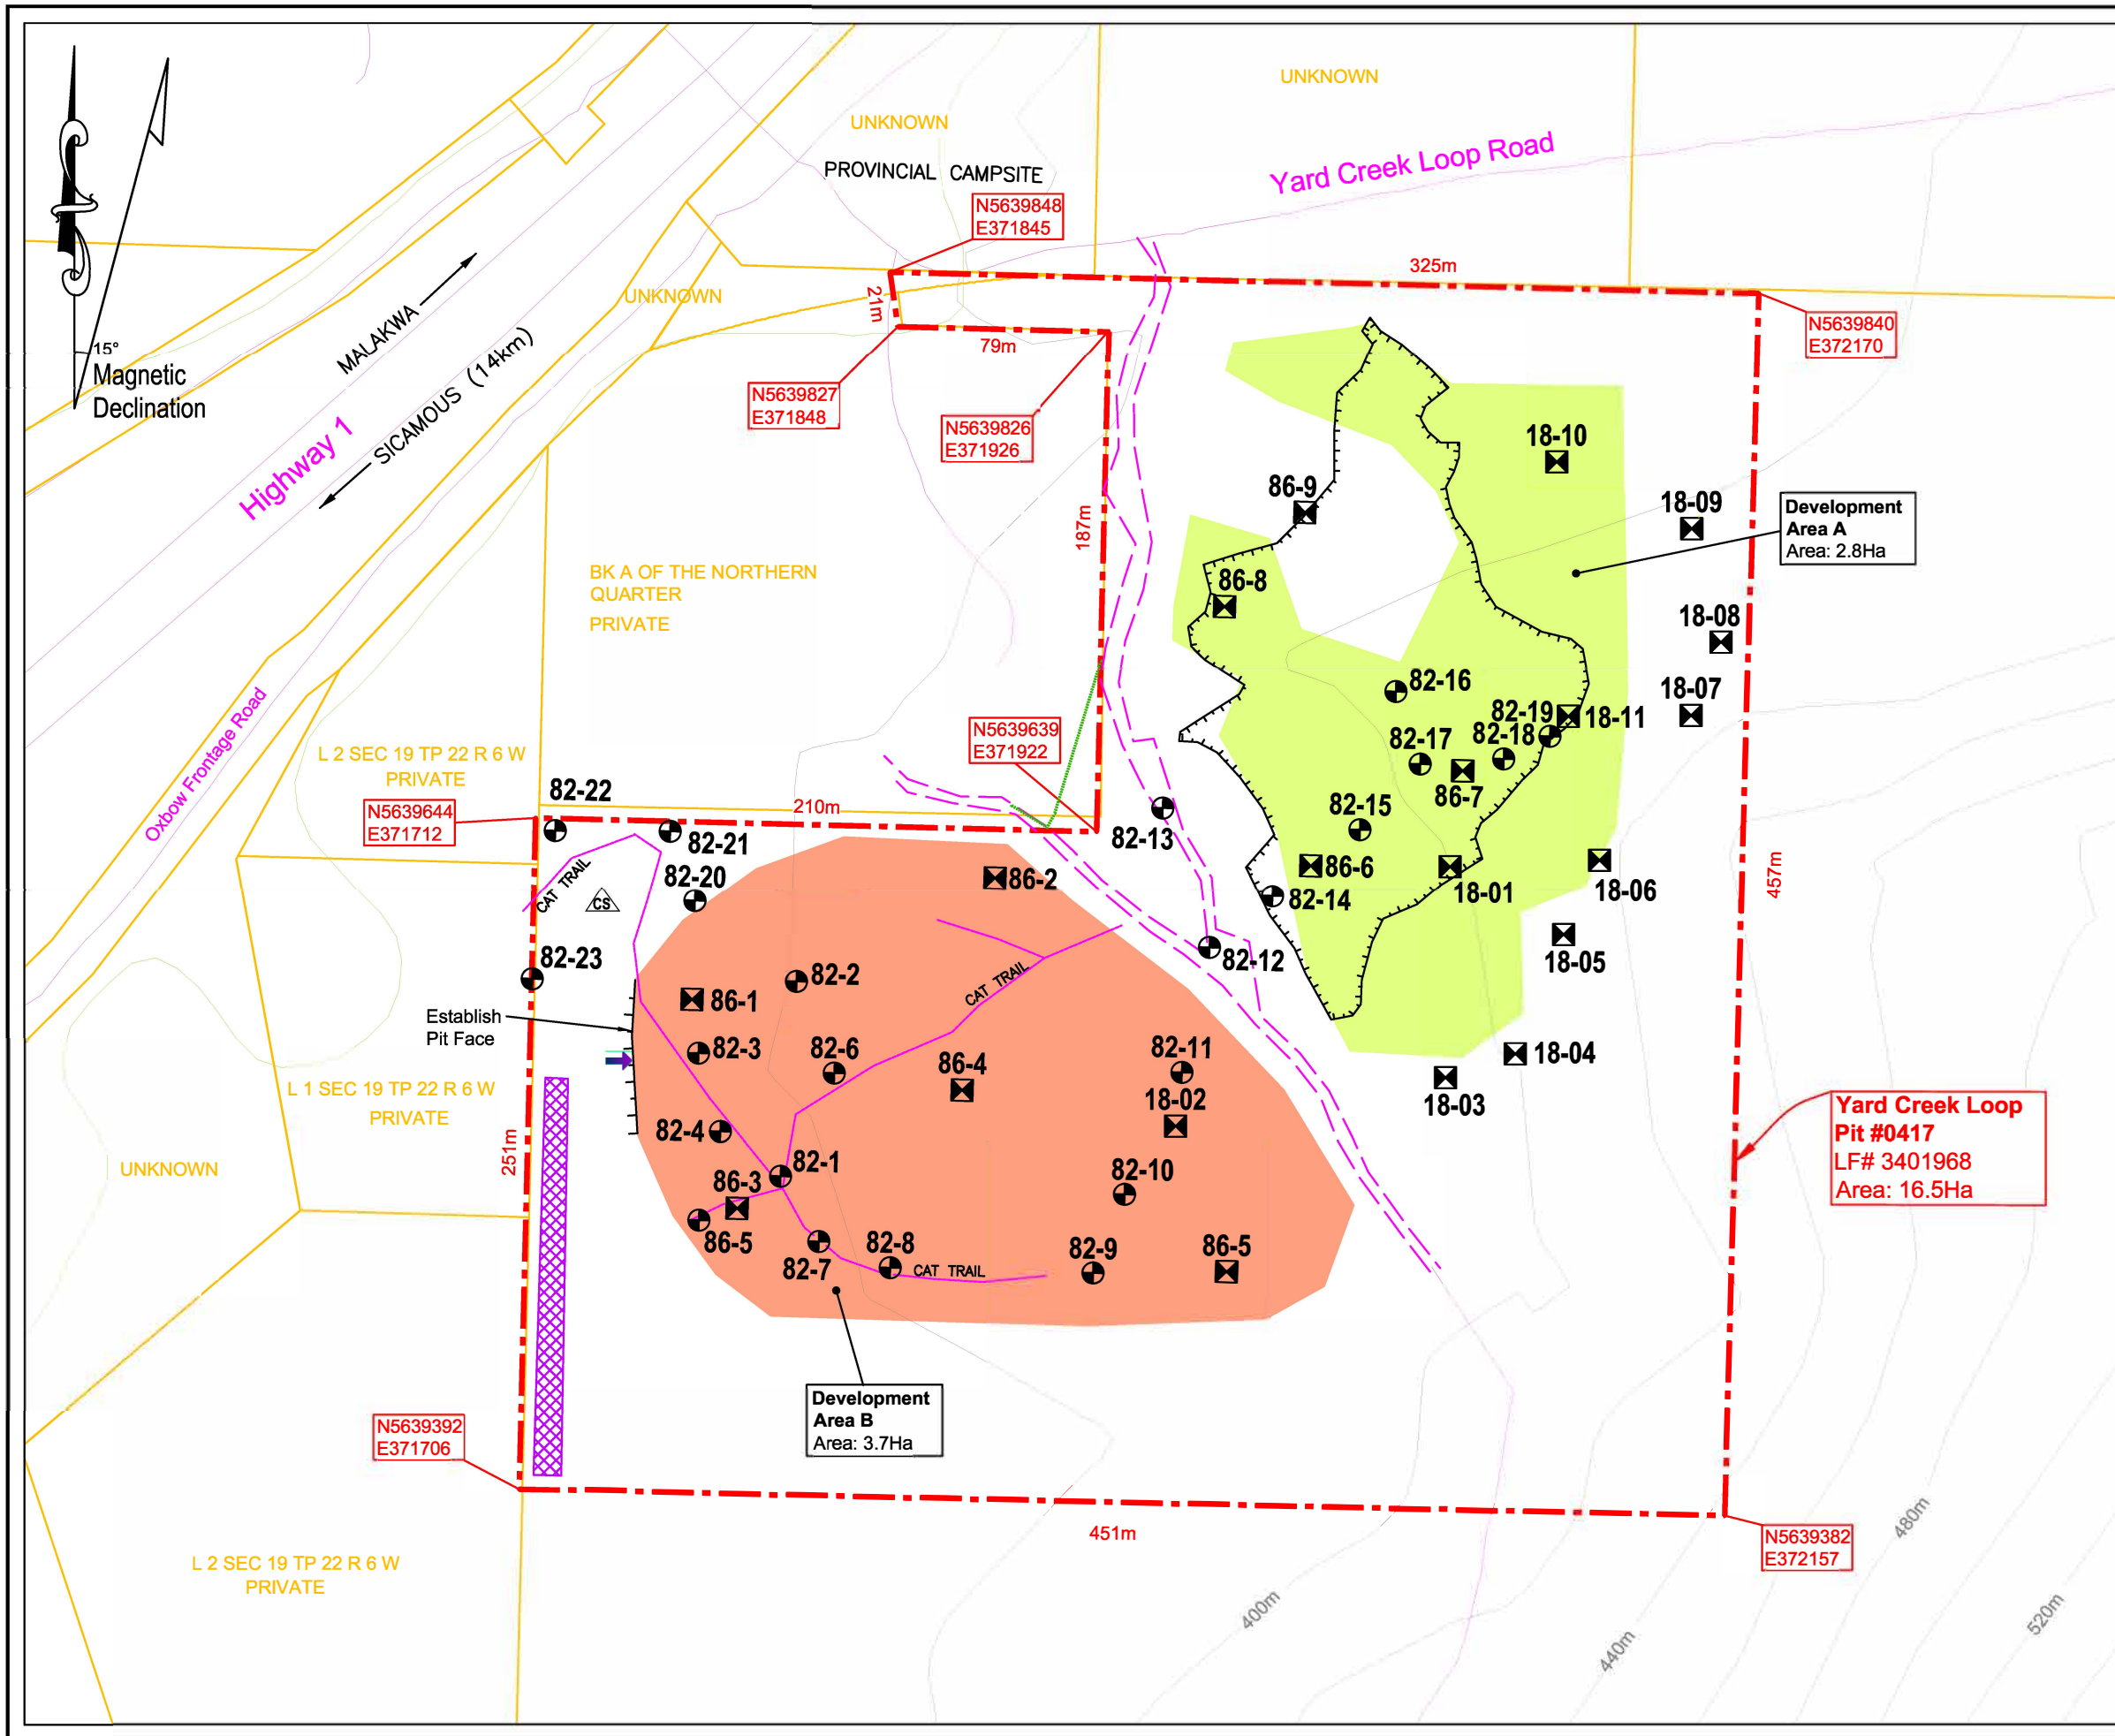 UNKNOWN
UNKNOWN
PROVINCIAL CAMPSITE
Yard Creek Loop Road
N5639848
E371845
325m
21m
UNKNOWN
N5639840
E372170
79m
15°
Magnetic
Declination
MALAKWA
SICAMOUS (14km)
Highway 1
N5639827
E371848
N5639826
E371926
187m
18-10
86-9
18-09
Development
Area A
Area: 2.8Ha
BK A OF THE NORTHERN
QUARTER
PRIVATE
86-8
18-08
82-16
18-07
82-19
18-11
82-18
82-17
86-7
N5639639
E371922
L 2 SEC 19 TP 22 R 6 W
PRIVATE
Oxbow Frontage Road
82-22
N5639644
E371712
210m
82-15
82-13
82-21
82-20
CAT TRAIL
CS
86-2
86-6
82-14
18-01
18-06
457m
82-23
82-2
CAT TRAIL
82-12
18-05
86-1
Establish
Pit Face
82-3
82-6
86-4
82-11
18-04
18-03
L 1 SEC 19 TP 22 R 6 W
PRIVATE
18-02
82-4
Yard Creek Loop
Pit #0417
LF# 3401968
Area: 16.5Ha
251m
UNKNOWN
82-1
86-3
82-10
86-5
82-7
82-8
CAT TRAIL
82-9
86-5
Development
Area B
Area: 3.7Ha
N5639392
E371706
451m
N5639382
E372157
L 2 SEC 19 TP 22 R 6 W
PRIVATE
400m
440m
480m
520m